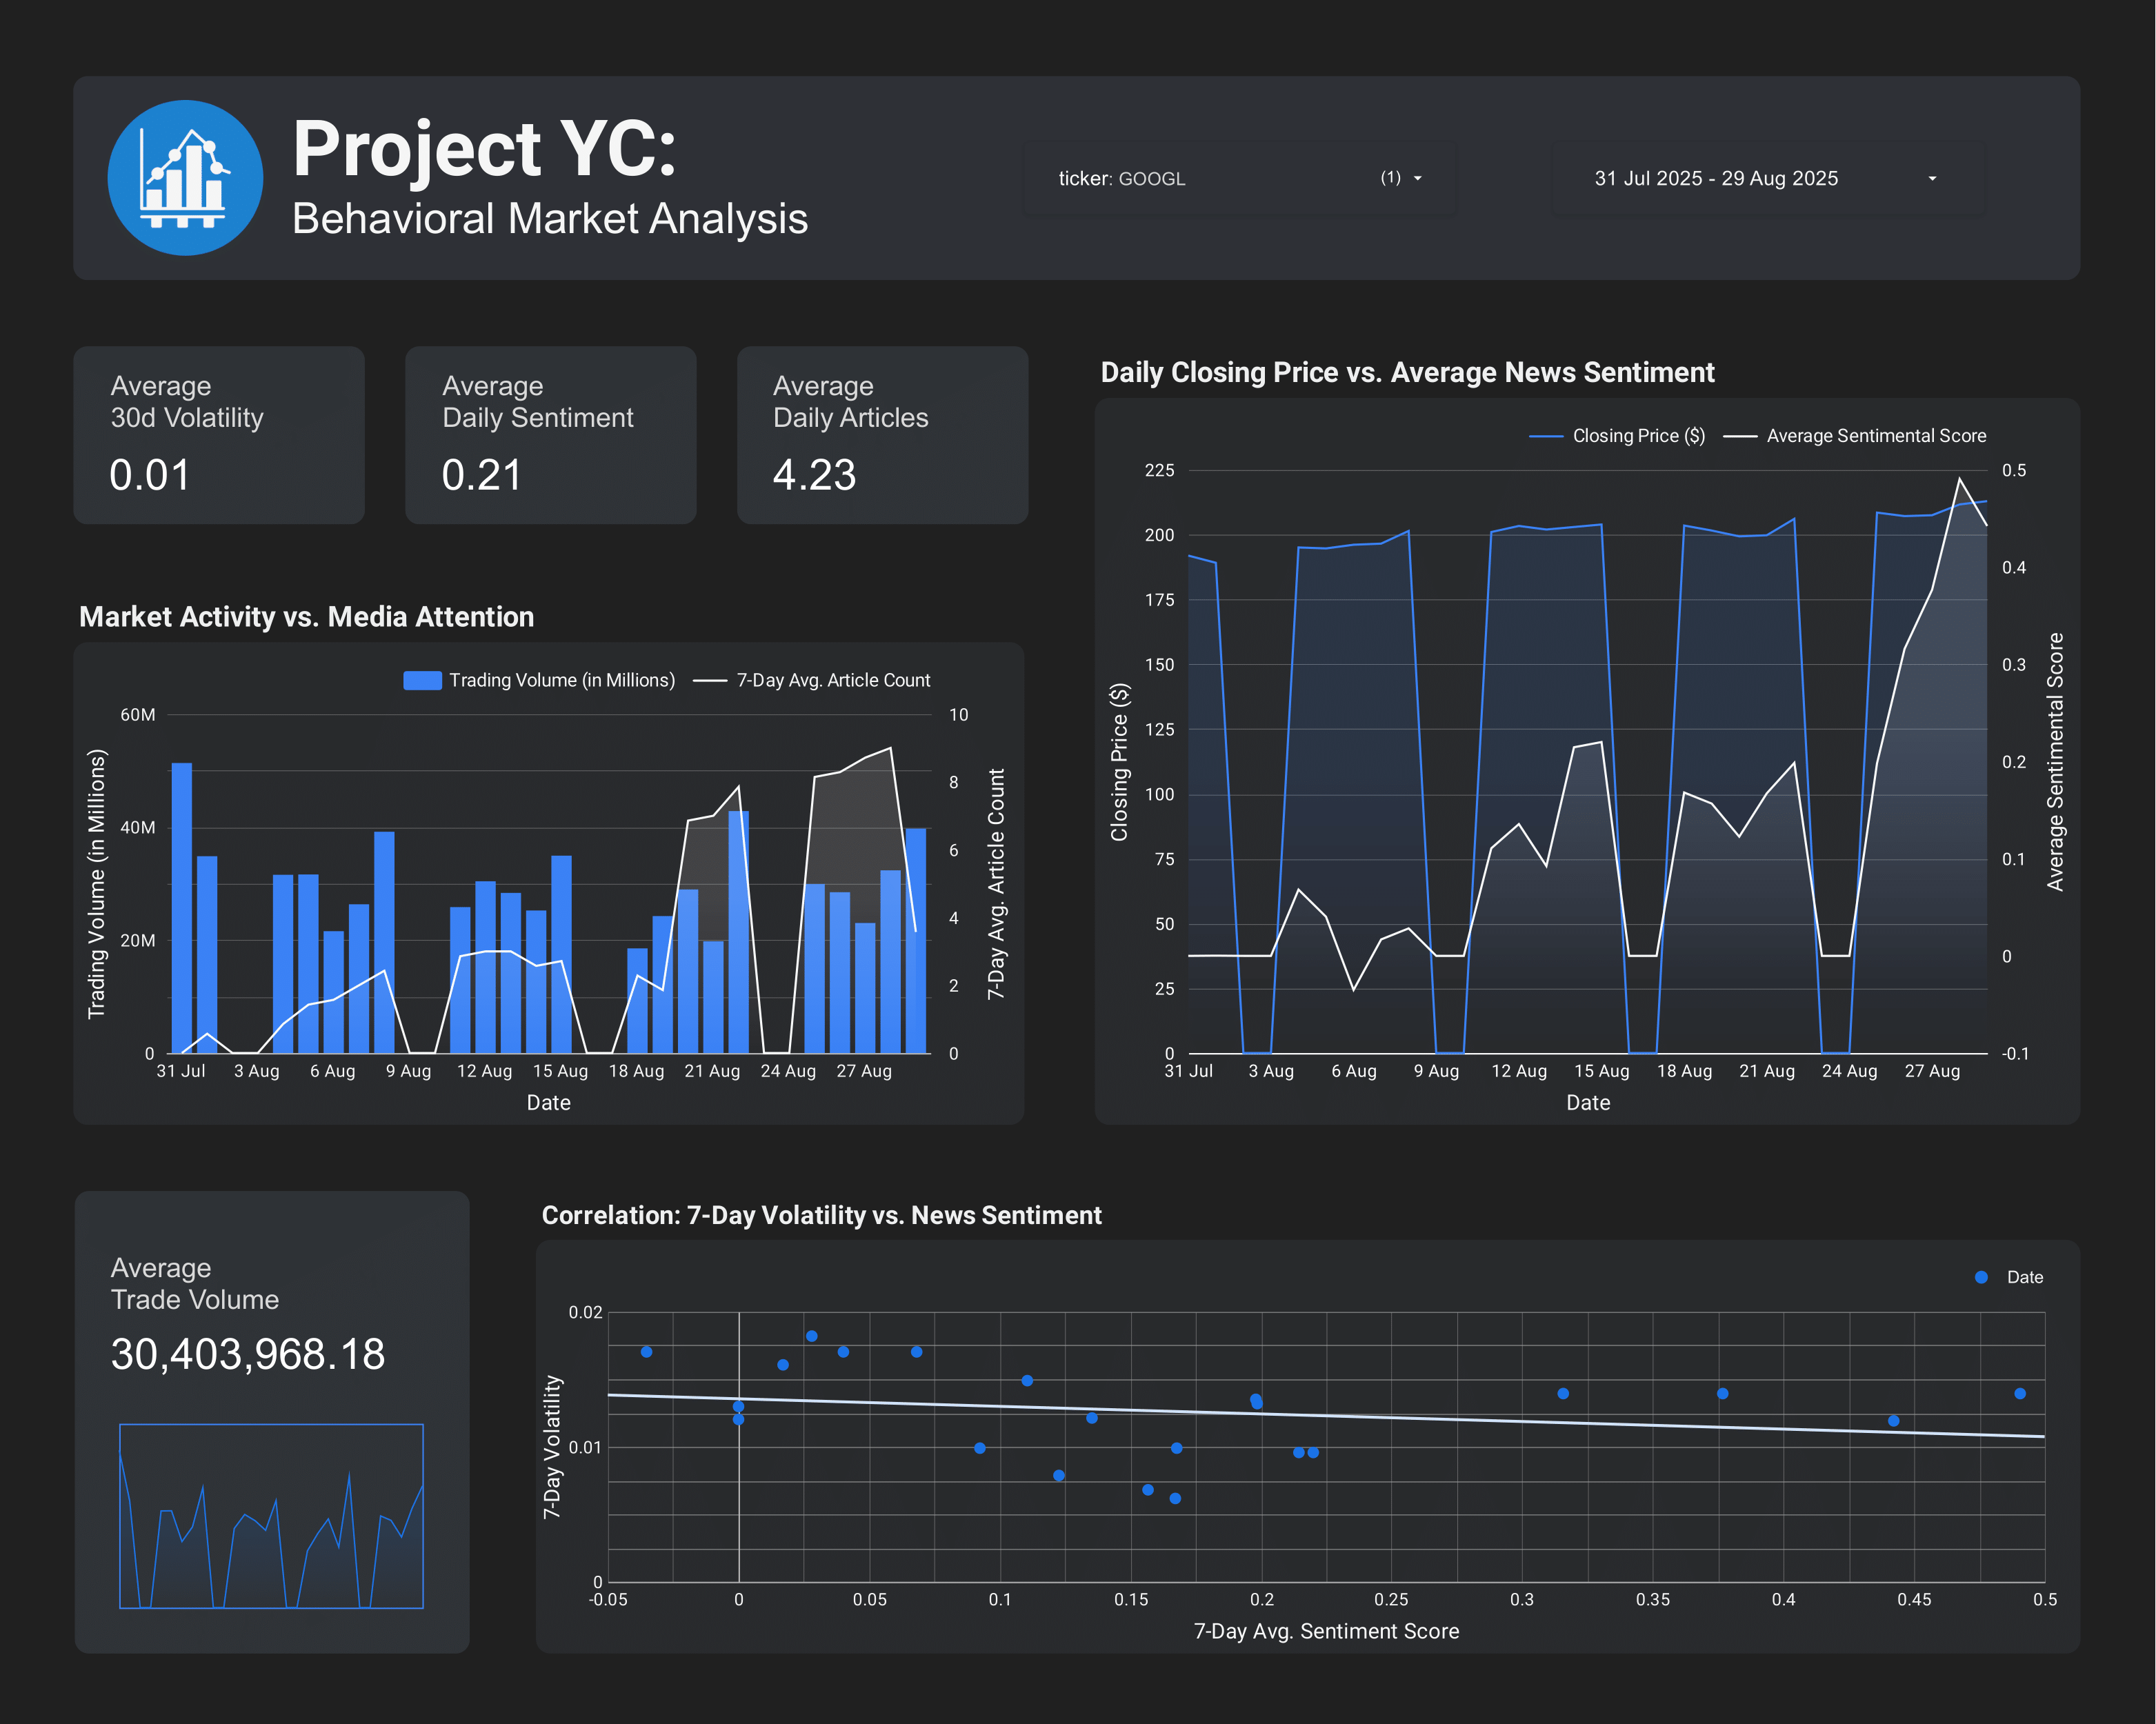 Project YC:
Behavioral Market Analysis
ticker: GOOGL (1)
31 Jul 2025 - 29 Aug 2025
Average
30d Volatility
0.01
Average
Daily Sentiment
0.21
Average
Daily Articles
4.23
Market Activity vs. Media Attention
Trading Volume (in Millions) 7-Day Avg. Article Count
Trading Volume (in Millions)
60M
40M
20M
0
10
8
6
4
2
0
7-Day Avg. Article Count
31 Jul 3 Aug 6 Aug 9 Aug 12 Aug 15 Aug 18 Aug 21 Aug 24 Aug 27 Aug
Date
Daily Closing Price vs. Average News Sentiment
Closing Price ($) Average Sentimental Score
Closing Price ($)
225
200
175
150
125
100
75
50
25
0
0.5
0.4
0.3
0.2
0.1
0
-0.1
Average Sentimental Score
31 Jul 3 Aug 6 Aug 9 Aug 12 Aug 15 Aug 18 Aug 21 Aug 24 Aug 27 Aug
Date
Average
Trade Volume
30,403,968.18
Correlation: 7-Day Volatility vs. News Sentiment
Date
7-Day Volatility
0.02
0.01
0
-0.05 0 0.05 0.1 0.15 0.2 0.25 0.3 0.35 0.4 0.45 0.5
7-Day Avg. Sentiment Score